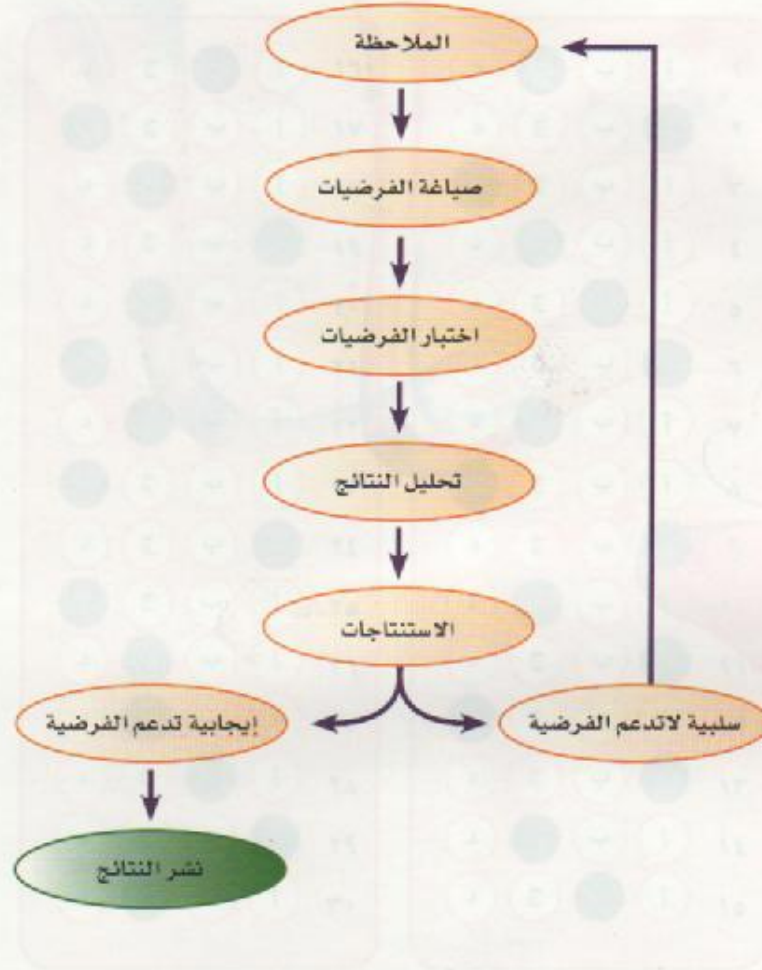 الملاحظة
صياغة الفرضيات
اختبار الفرضيات
تحليل النتائج
الاستنتاجات
سلبية لاتدعم الفرضية
إيجابية تدعم الفرضية
نشر النتائج